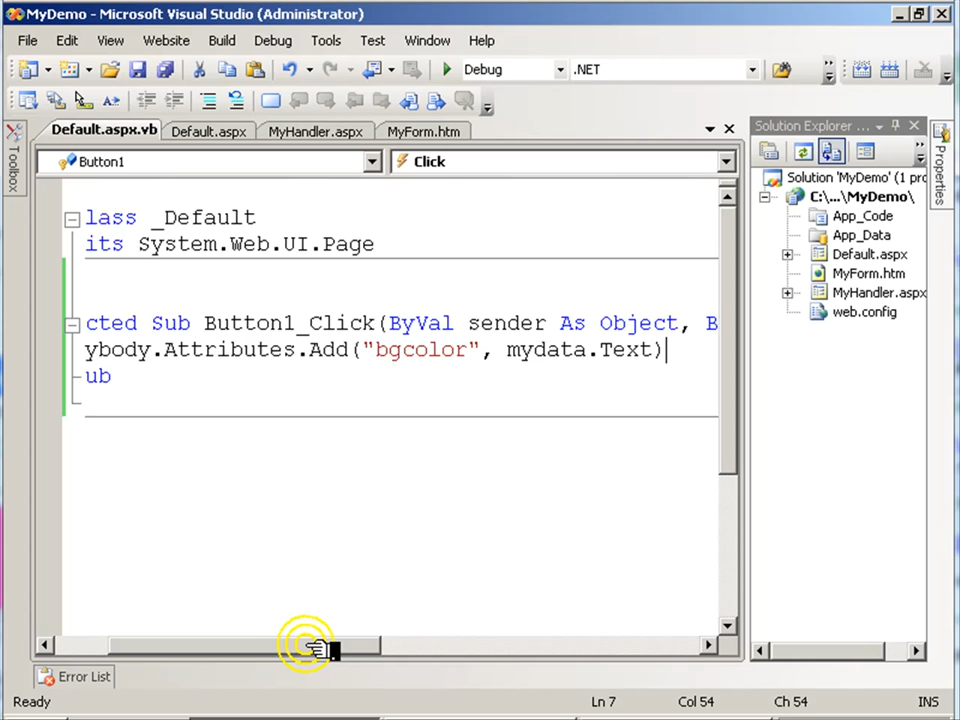 MyDemo - Microsoft Visual Studio (Administrator)
File Edit View Website Build Debug Tools Test Window Help
Debug .NET
Default.aspx.vb Default.aspx MyHandler.aspx MyForm.htm
Solution Explorer ...
Button1 Click
Toolbox
Properties
lass _Default
its System.Web.UI.Page
cted Sub Button1_Click(ByVal sender As Object, B
ybody.Attributes.Add("bgcolor", mydata.Text)
ub
Solution 'MyDemo' (1 pro
C:\...\MyDemo\
App_Code
App_Data
Default.aspx
MyForm.htm
MyHandler.aspx
web.config
Error List
Ready Ln 7 Col 54 Ch 54 INS